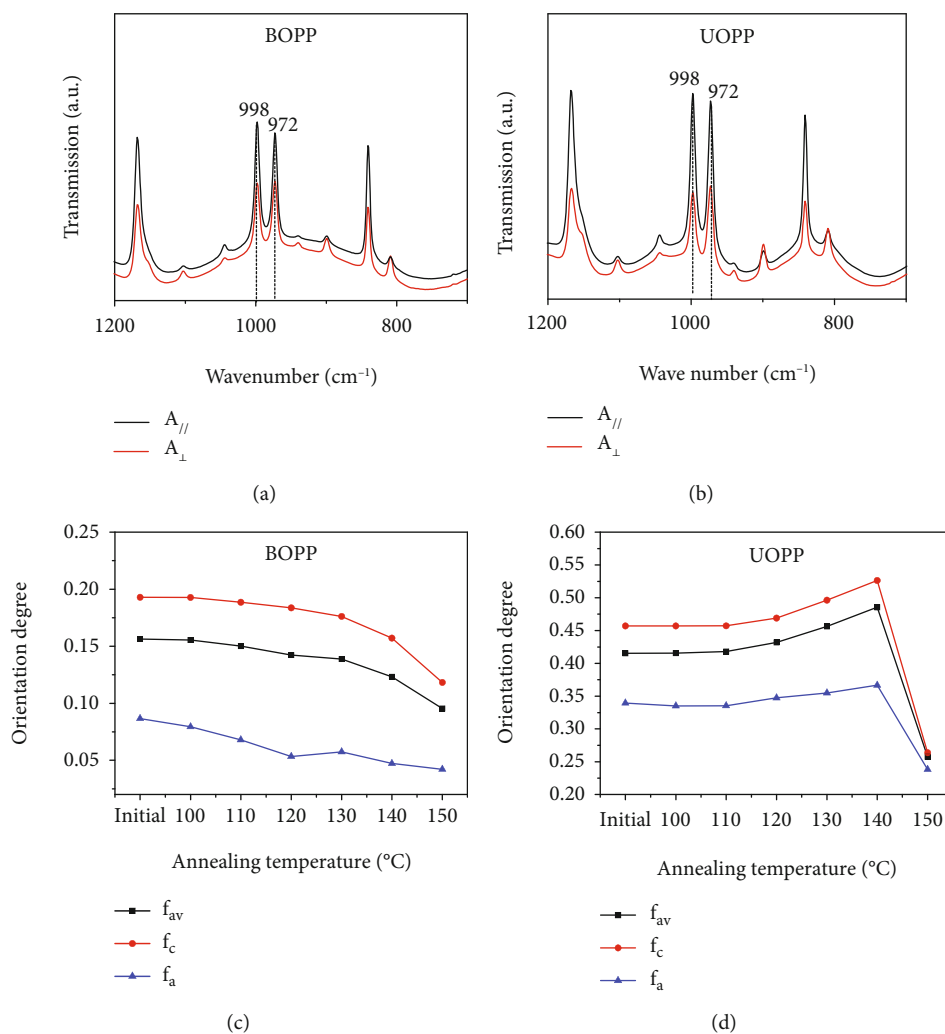 BOPP
998
972
Transmission (a.u.)
1200
1000
800
Wavenumber (cm⁻¹)
A//
A⊥
(a)
UOPP
998
972
Transmission (a.u.)
1200
1000
800
Wave number (cm⁻¹)
A//
A⊥
(b)
BOPP
0.25
0.20
0.15
0.10
0.05
Orientation degree
Initial 100 110 120 130 140 150
Annealing temperature (°C)
fav
fc
fa
(c)
UOPP
0.60
0.55
0.50
0.45
0.40
0.35
0.30
0.25
0.20
Orientation degree
Initial 100 110 120 130 140 150
Annealing temperature (°C)
fav
fc
fa
(d)